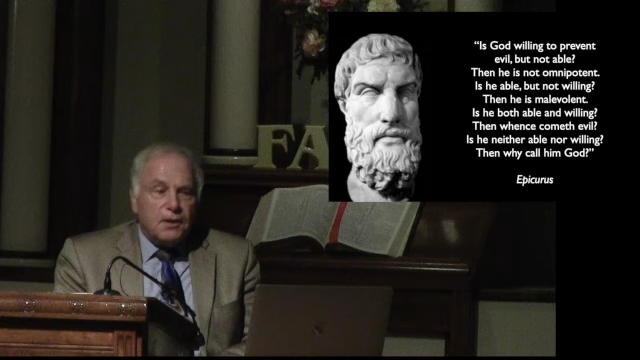 “Is God willing to prevent
evil, but not able?
Then he is not omnipotent.
Is he able, but not willing?
Then he is malevolent.
Is he both able and willing?
Then whence cometh evil?
Is he neither able nor willing?
Then why call him God?”
Epicurus
FA